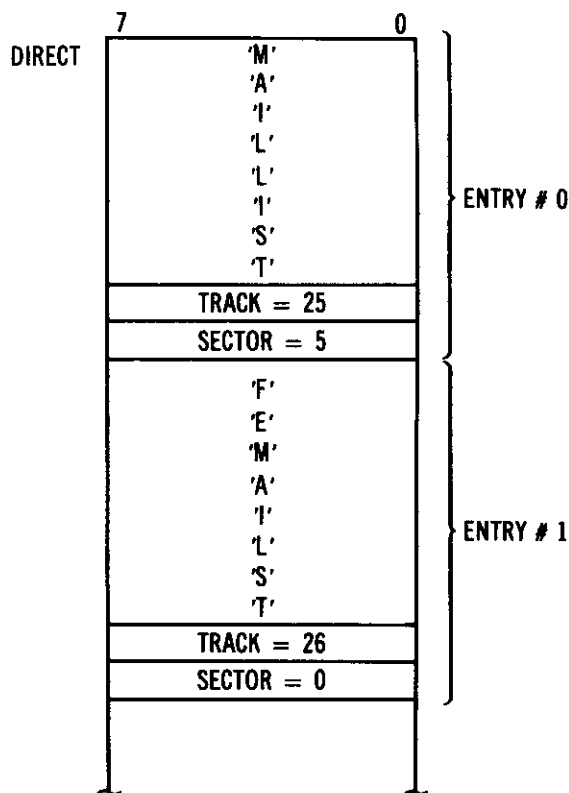 7 0
DIRECT
'M'
'A'
'I'
'L'
'L'
'I'
'S'
'T'
ENTRY # 0
TRACK = 25
SECTOR = 5
'F'
'E'
'M'
'A'
'I'
'L'
'S'
'T'
ENTRY # 1
TRACK = 26
SECTOR = 0